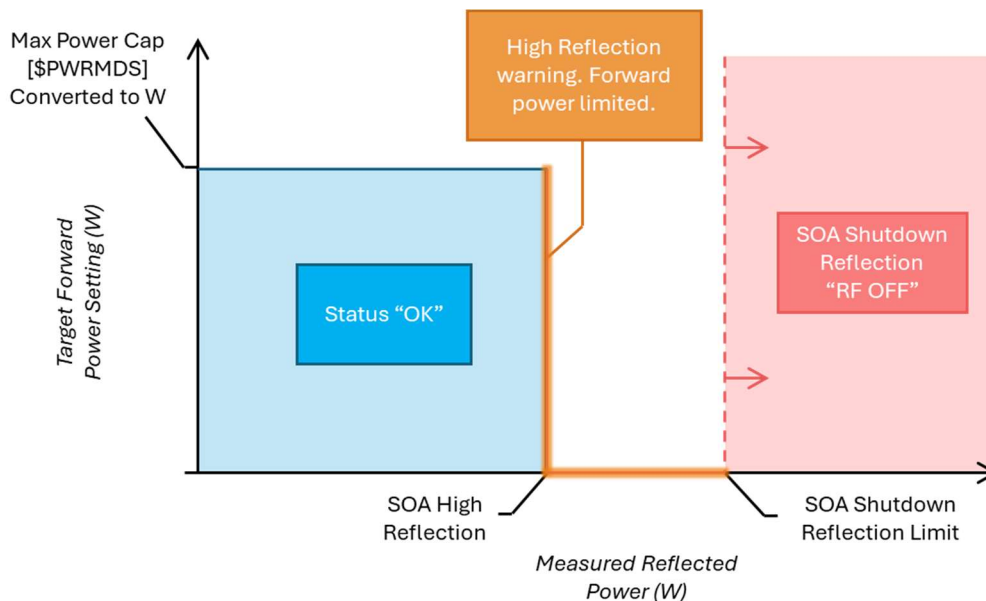 Max Power Cap
[$PWRMDS]
Converted to W
High Reflection
warning. Forward
power limited.
Target Forward
Power Setting (W)
Status “OK”
SOA Shutdown
Reflection
“RF OFF”
SOA High
Reflection
SOA Shutdown
Reflection Limit
Measured Reflected
Power (W)